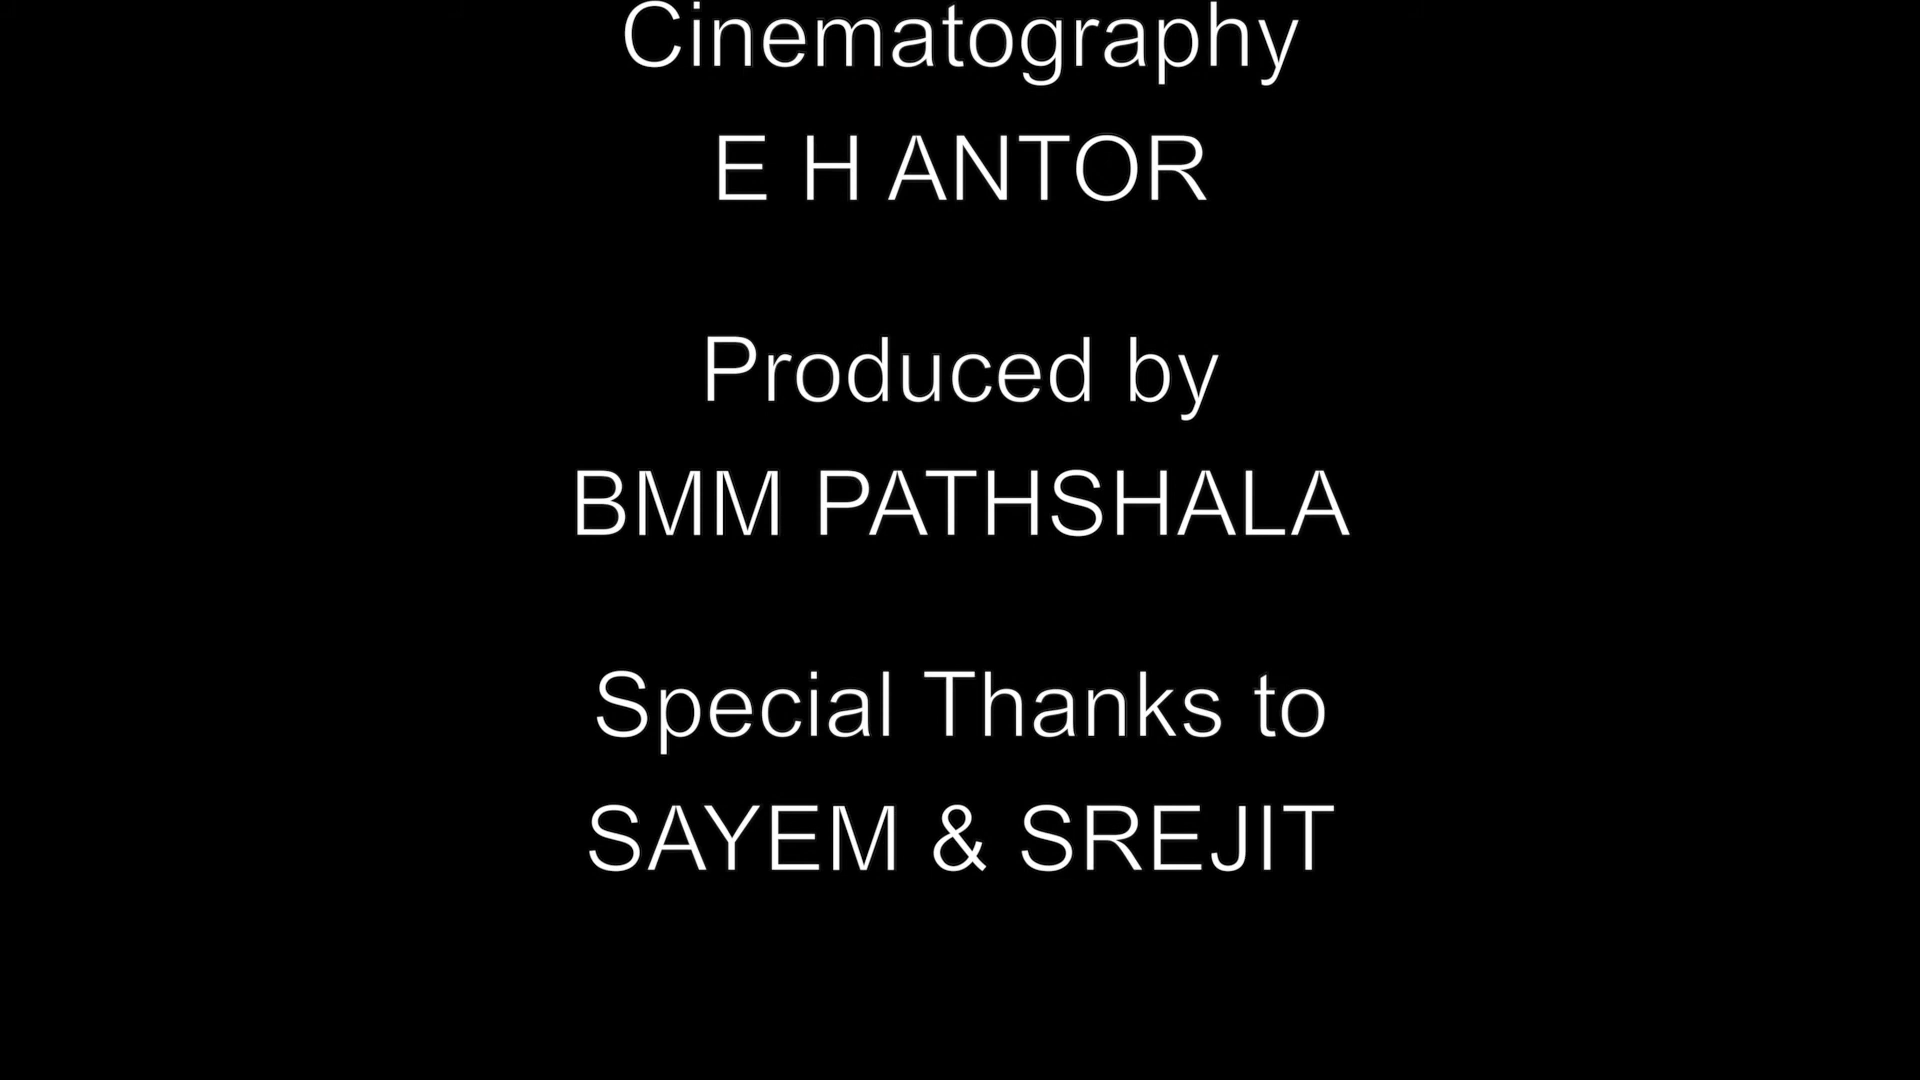 Cinematography
E H ANTOR
Produced by
BMM PATHSHALA
Special Thanks to
SAYEM & SREJIT